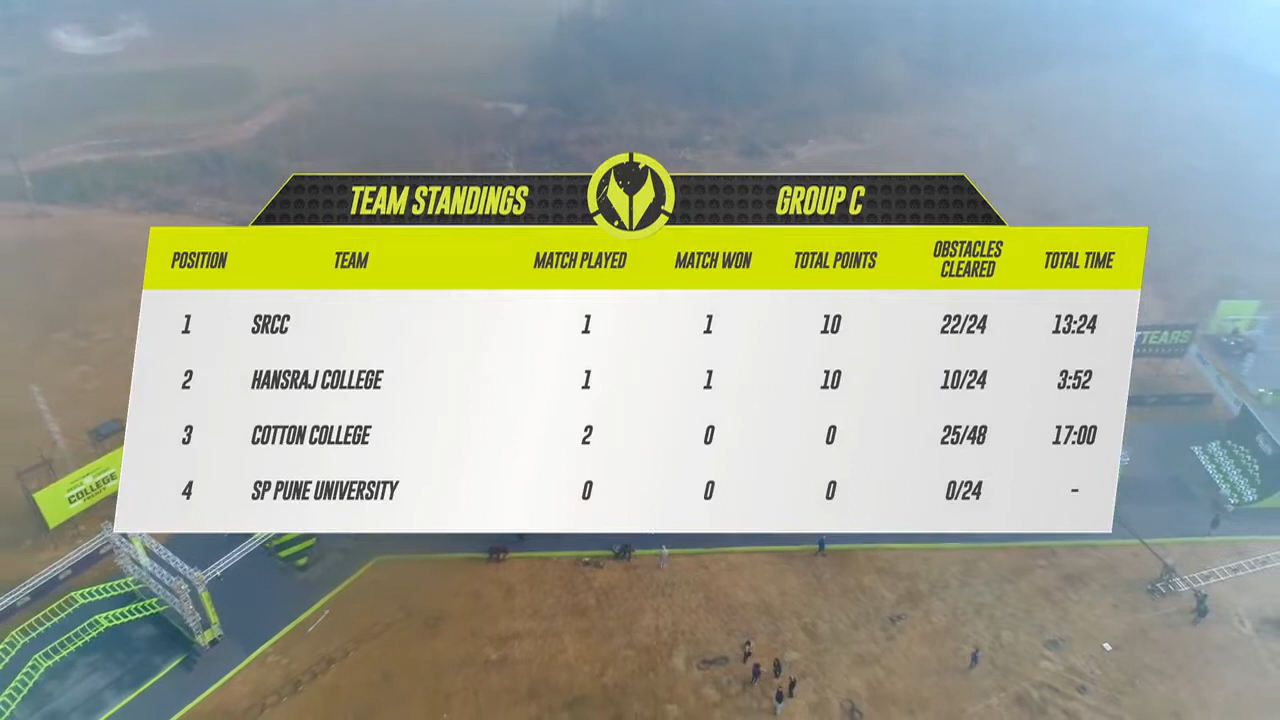 TEAM STANDINGS GROUP C
POSITION TEAM MATCH PLAYED MATCH WON TOTAL POINTS OBSTACLES CLEARED TOTAL TIME
1 SRCC 1 1 10 22/24 13:24
2 HANSRAJ COLLEGE 1 1 10 10/24 3:52
3 COTTON COLLEGE 2 0 0 25/48 17:00
4 SP PUNE UNIVERSITY 0 0 0 0/24 -
TEARS
COLLEGE